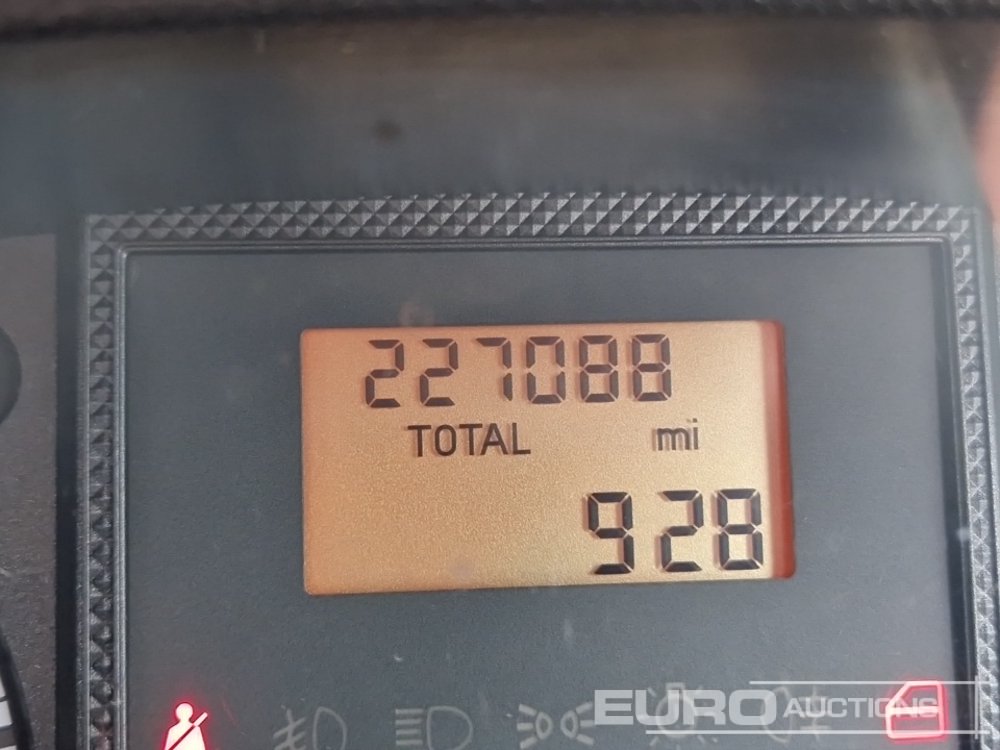 227088
TOTAL mi
928
EURO AUCTIONS